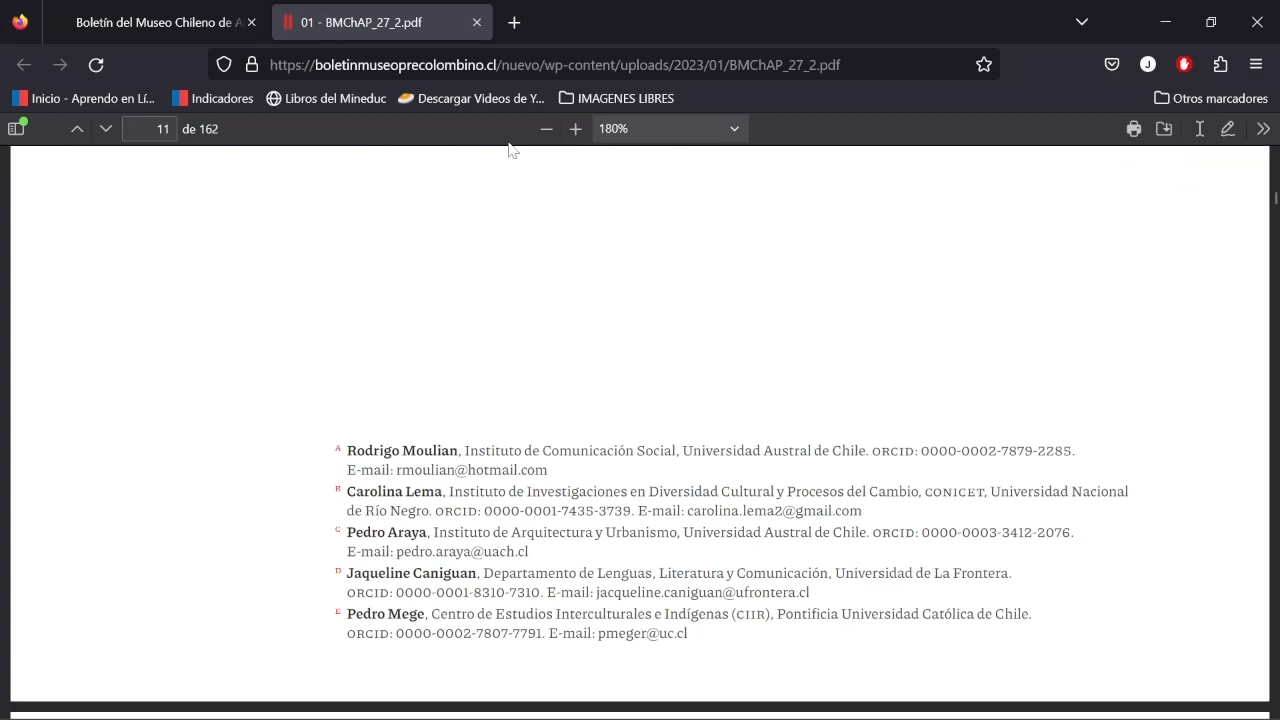 Boletín del Museo Chileno de A
01 - BMChAP_27_2.pdf
https://boletinmuseoprecolombino.cl/nuevo/wp-content/uploads/2023/01/BMChAP_27_2.pdf
Inicio - Aprendo en Lí... Indicadores Libros del Mineduc Descargar Videos de Y... IMAGENES LIBRES Otros marcadores
11 de 162 180%
A Rodrigo Moulian, Instituto de Comunicación Social, Universidad Austral de Chile. ORCID: 0000-0002-7879-2285.
E-mail: rmoulian@hotmail.com
B Carolina Lema, Instituto de Investigaciones en Diversidad Cultural y Procesos del Cambio, CONICET, Universidad Nacional
de Río Negro. ORCID: 0000-0001-7435-3739. E-mail: carolina.lema2@gmail.com
C Pedro Araya, Instituto de Arquitectura y Urbanismo, Universidad Austral de Chile. ORCID: 0000-0003-3412-2076.
E-mail: pedro.araya@uach.cl
D Jaqueline Caniguan, Departamento de Lenguas, Literatura y Comunicación, Universidad de La Frontera.
ORCID: 0000-0001-8310-7310. E-mail: jacqueline.caniguan@ufrontera.cl
E Pedro Mege, Centro de Estudios Interculturales e Indígenas (CIIR), Pontificia Universidad Católica de Chile.
ORCID: 0000-0002-7807-7791. E-mail: pmeger@uc.cl